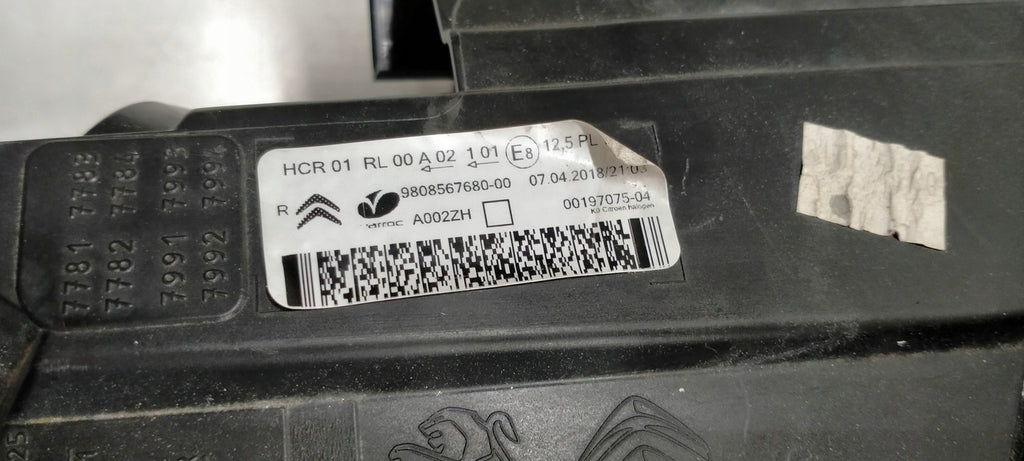 7783
7784
7993
7994
7781
7782
7991
7992
HCR 01 RL 00 A 02 1 01 E8 12,5 PL
R 9808567680-00 07.04.2018/21:03
A002ZH 00197075-04
K9 Citroen halogen
25